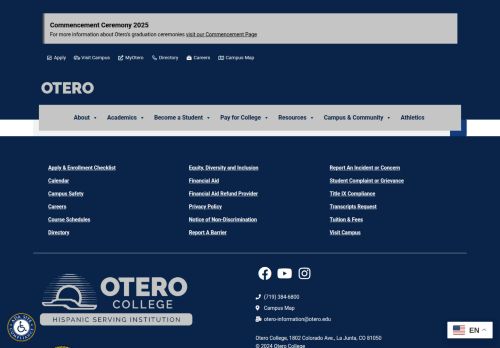 Commencement Ceremony 2025
For more information about Otero's graduation ceremonies visit our Commencement Page
Apply Visit Campus MyOtero Directory Careers Campus Map
OTERO
About Academics Become a Student Pay for College Resources Campus & Community Athletics
Apply & Enrollment Checklist Equity, Diversity and Inclusion Report An Incident or Concern
Calendar Financial Aid Student Complaint or Grievance
Campus Safety Financial Aid Refund Provider Title IX Compliance
Careers Privacy Policy Transcripts Request
Course Schedules Notice of Non-Discrimination Tuition & Fees
Directory Report A Barrier Visit Campus
OTERO
COLLEGE
HISPANIC SERVING INSTITUTION
(719) 384-6800
Campus Map
otero-information@otero.edu
Otero College, 1802 Colorado Ave., La Junta, CO 81050
© 2024 Otero College
EN